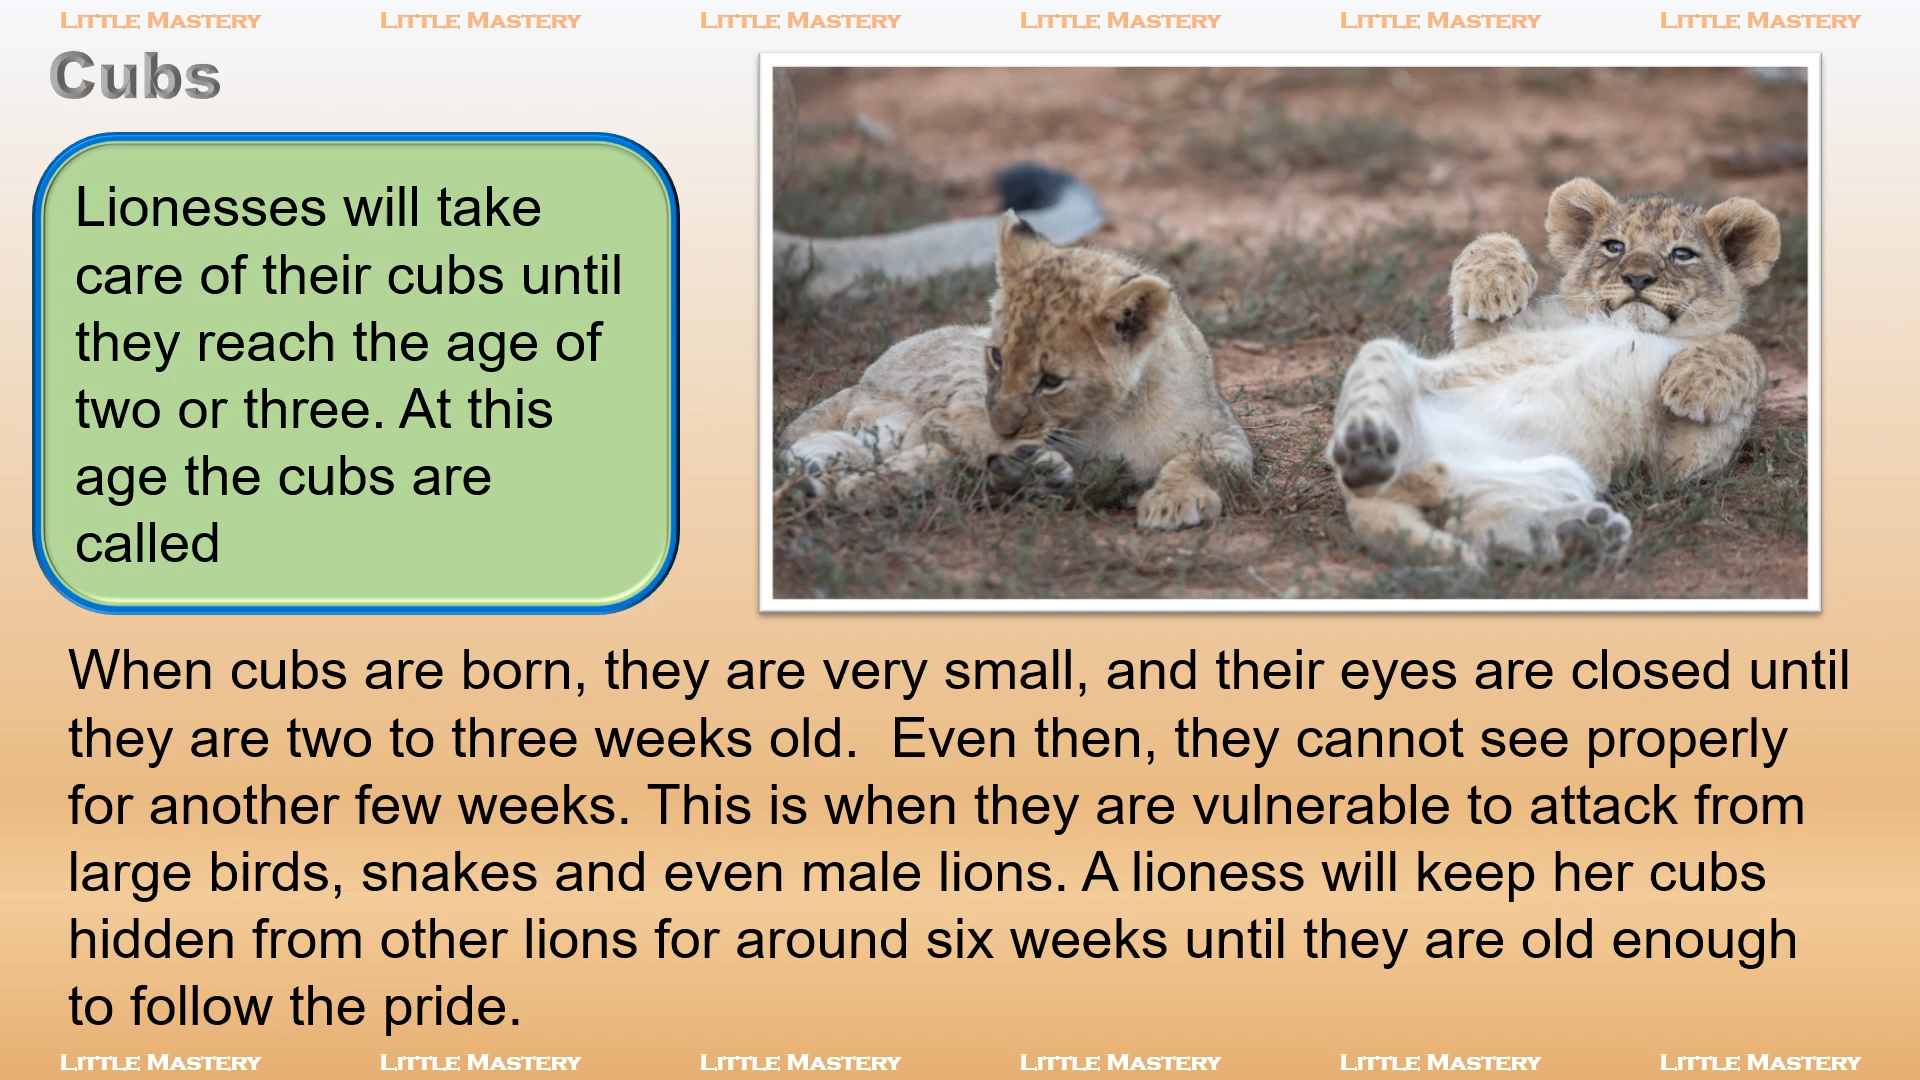 LITTLE MASTERY LITTLE MASTERY LITTLE MASTERY LITTLE MASTERY LITTLE MASTERY LITTLE MASTERY
Cubs
Lionesses will take
care of their cubs until
they reach the age of
two or three. At this
age the cubs are
called
When cubs are born, they are very small, and their eyes are closed until
they are two to three weeks old.  Even then, they cannot see properly
for another few weeks. This is when they are vulnerable to attack from
large birds, snakes and even male lions. A lioness will keep her cubs
hidden from other lions for around six weeks until they are old enough
to follow the pride.
LITTLE MASTERY LITTLE MASTERY LITTLE MASTERY LITTLE MASTERY LITTLE MASTERY LITTLE MASTERY